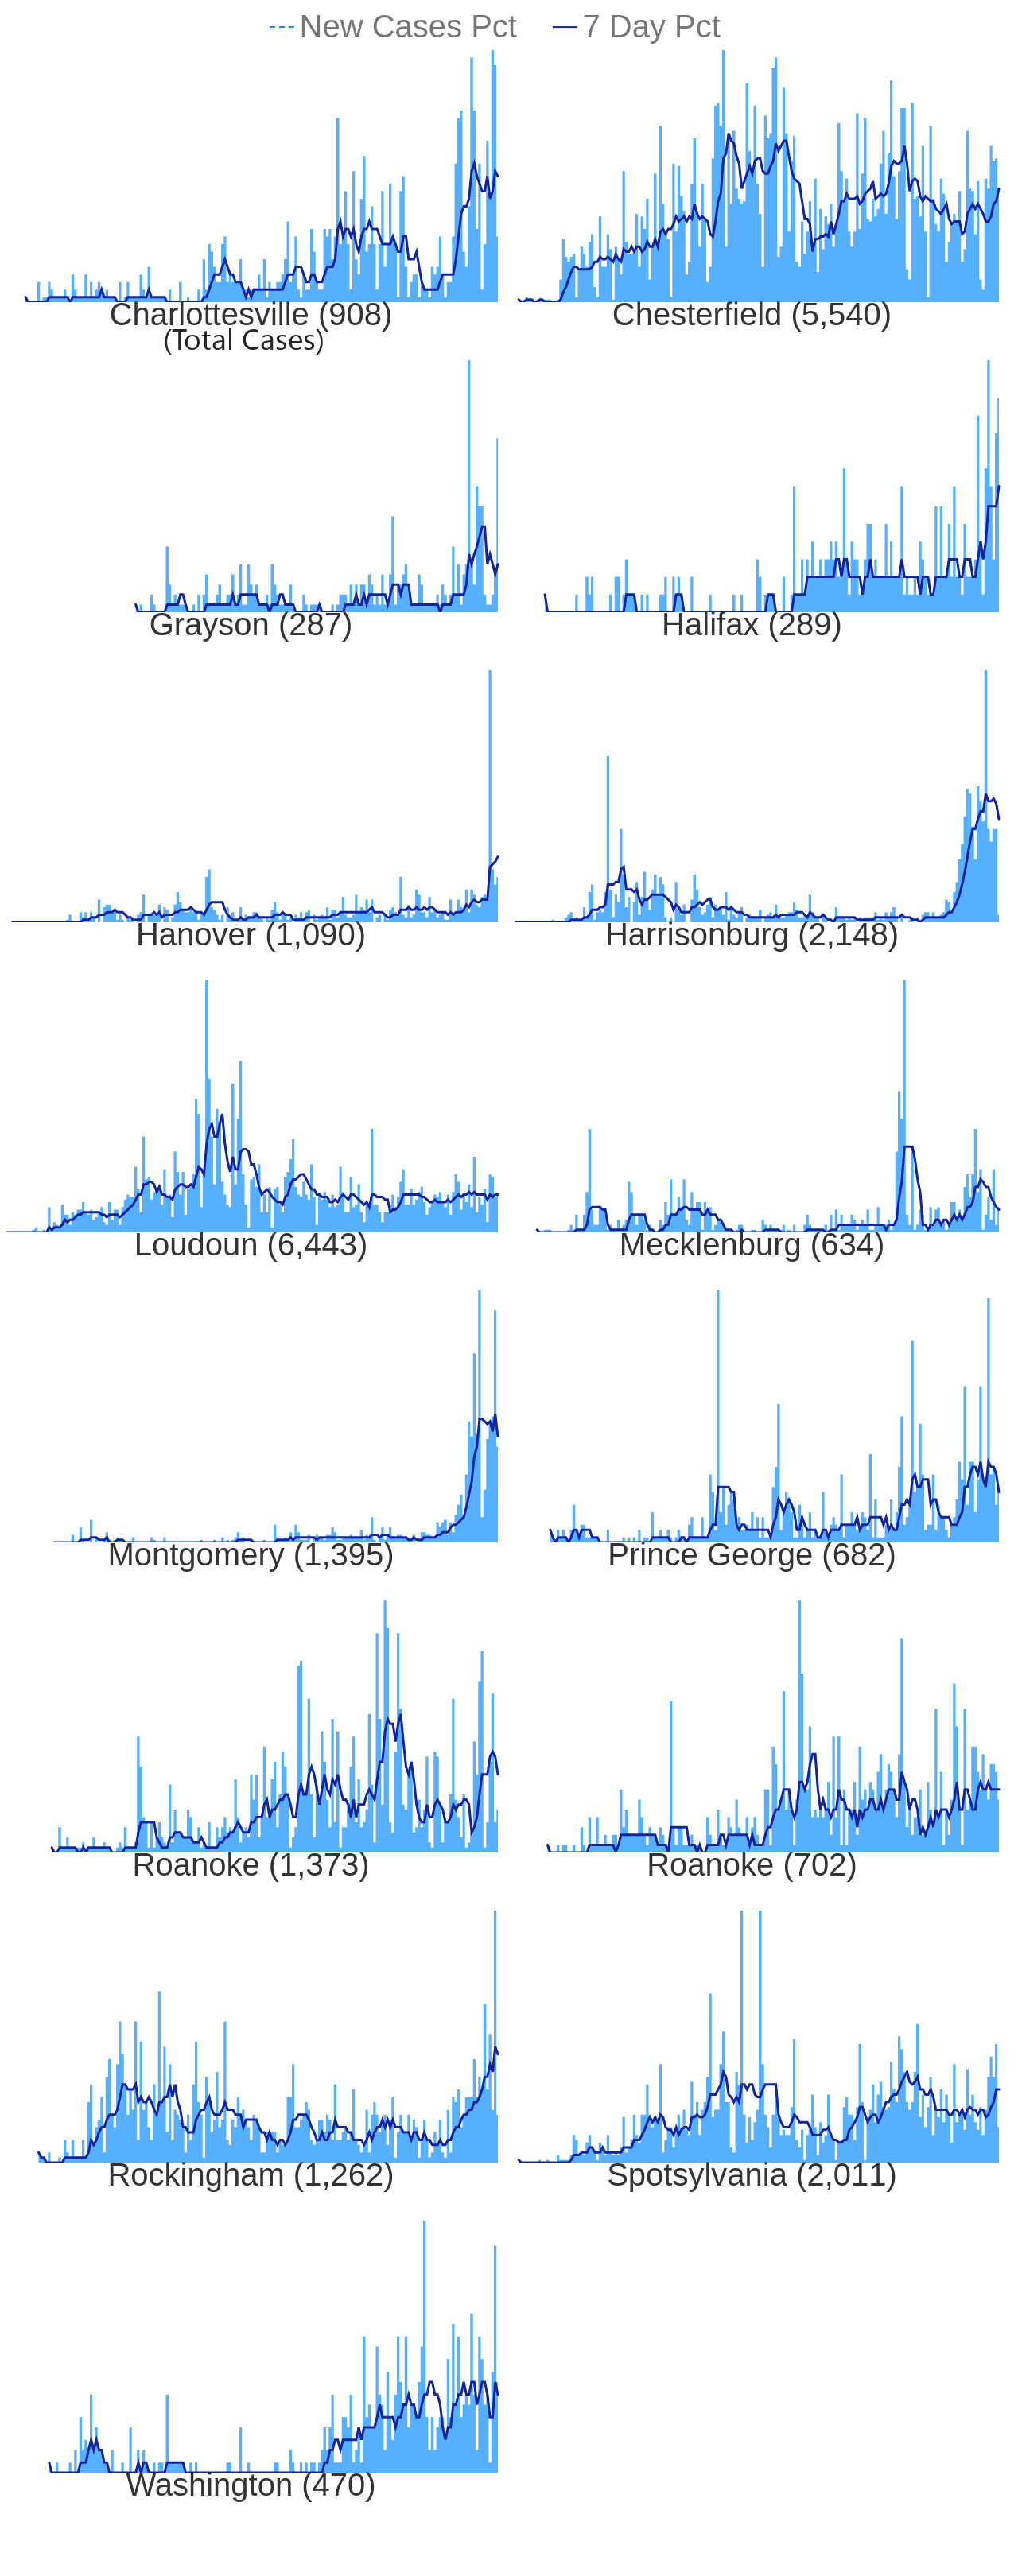 New Cases Pct 7 Day Pct
Charlottesville (908) Chesterfield (5,540)
(Total Cases)
Grayson (287) Halifax (289)
Hanover (1,090) Harrisonburg (2,148)
Loudoun (6,443) Mecklenburg (634)
Montgomery (1,395) Prince George (682)
Roanoke (1,373) Roanoke (702)
Rockingham (1,262) Spotsylvania (2,011)
Washington (470)